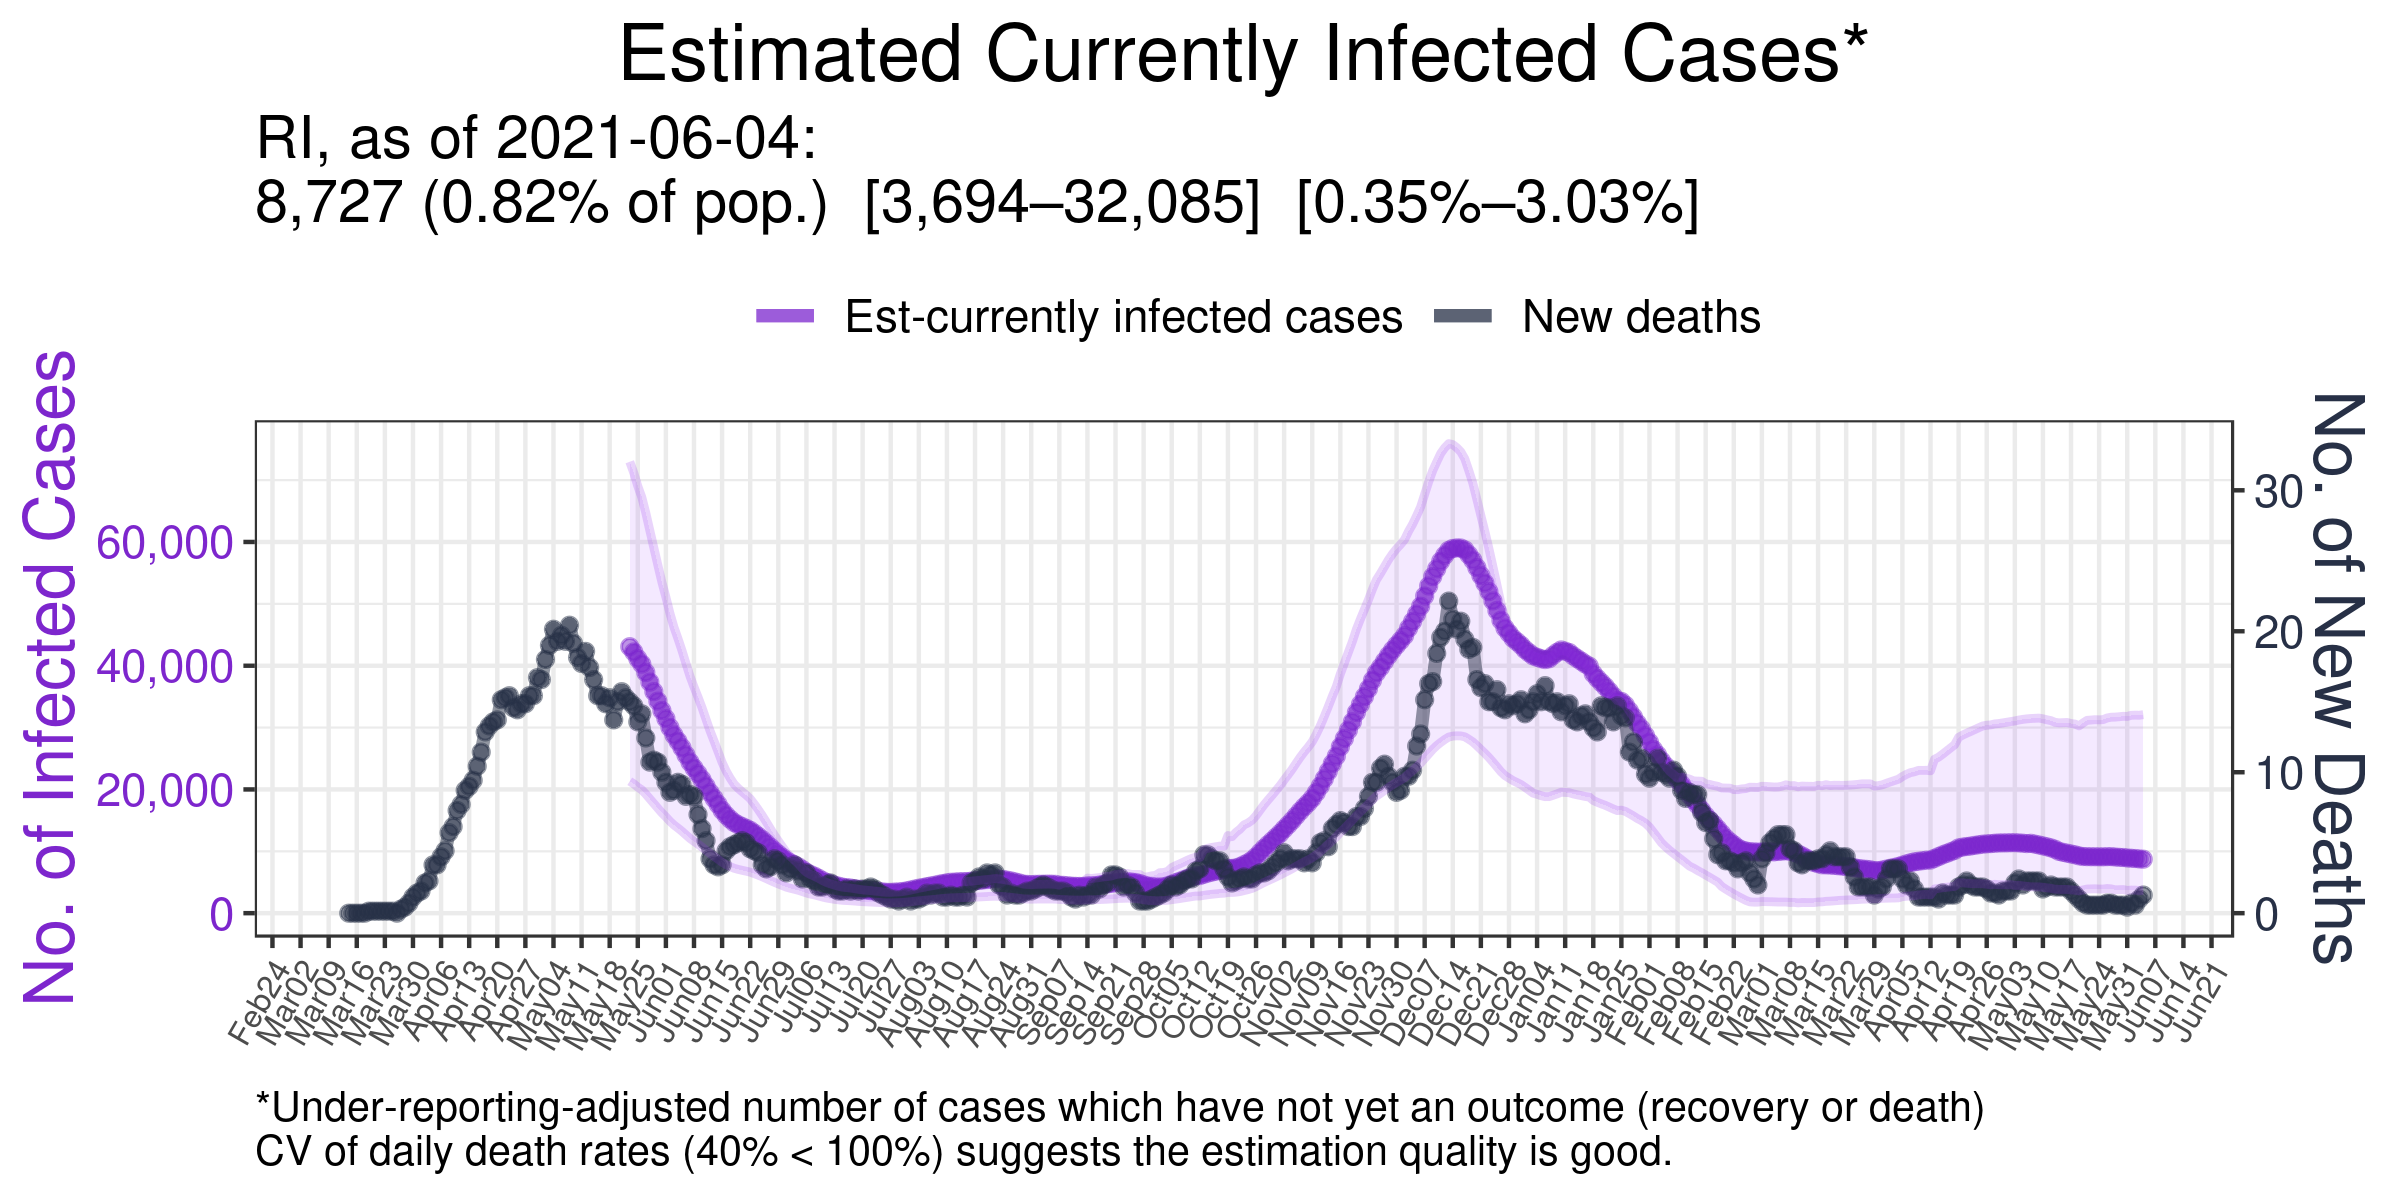 Estimated Currently Infected Cases*
RI, as of 2021-06-04:
8,727 (0.82% of pop.)  [3,694–32,085]  [0.35%–3.03%]
Est-currently infected cases
New deaths
No. of Infected Cases
60,000
40,000
20,000
0
30
20
10
0
No. of New Deaths
Feb24
Mar02
Mar09
Mar16
Mar23
Mar30
Apr06
Apr13
Apr20
Apr27
May04
May11
May18
May25
Jun01
Jun08
Jun15
Jun22
Jun29
Jul06
Jul13
Jul20
Jul27
Aug03
Aug10
Aug17
Aug24
Aug31
Sep07
Sep14
Sep21
Sep28
Oct05
Oct12
Oct19
Oct26
Nov02
Nov09
Nov16
Nov23
Nov30
Dec07
Dec14
Dec21
Dec28
Jan04
Jan11
Jan18
Jan25
Feb01
Feb08
Feb15
Feb22
Mar01
Mar08
Mar15
Mar22
Mar29
Apr05
Apr12
Apr19
Apr26
May03
May10
May17
May24
May31
Jun07
Jun14
Jun21
*Under-reporting-adjusted number of cases which have not yet an outcome (recovery or death)
CV of daily death rates (40% < 100%) suggests the estimation quality is good.